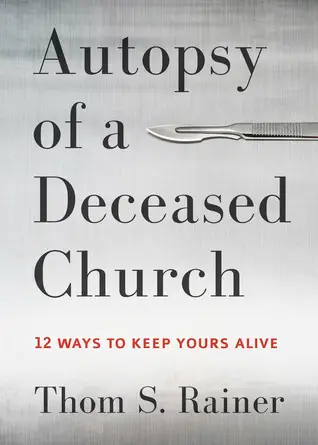 Autopsy
of a
Deceased
Church
12 WAYS TO KEEP YOURS ALIVE
Thom S. Rainer